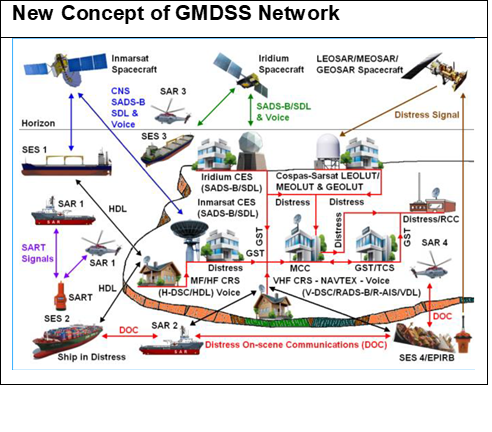 New Concept of GMDSS Network
Inmarsat
Spacecraft
Iridium
Spacecraft
LEOSAR/MEOSAR/
GEOSAR Spacecraft
CNS
SADS-B
SDL &
Voice
SAR 3
SADS-B/SDL
& Voice
Distress Signal
Horizon
SES 1
SES 3
Iridium CES
(SADS-B/SDL)
Cospas-Sarsat LEOLUT/
MEOLUT & GEOLUT
Inmarsat CES
(SADS-B/SDL)
Distress
Distress
SAR 1
HDL
SAR
Distress/RCC
SART
Signals
SAR 1
GST
GST
Distress
GST
SAR 4
Distress
MCC
GST/TCS
SART
HDL
MF/HF CRS
(H-DSC/HDL) Voice
VHF CRS - NAVTEX - Voice
(V-DSC/RADS-B/R-AIS/VDL)
SES 2
DOC
SAR 2
DOC
Ship in Distress
Distress On-scene Communications (DOC)
SES 4/EPIRB